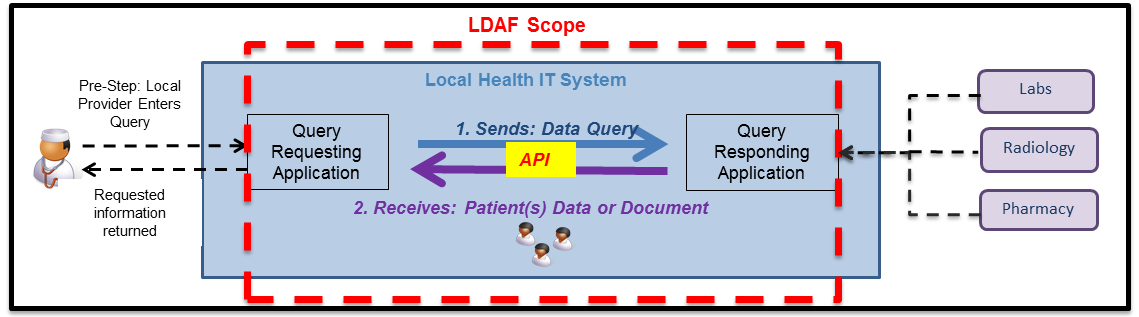 LDAF Scope
Local Health IT System
Pre-Step: Local
Provider Enters
Query
Requested
information
returned
Query
Requesting
Application
1. Sends: Data Query
API
2. Receives: Patient(s) Data or Document
Query
Responding
Application
Labs
Radiology
Pharmacy